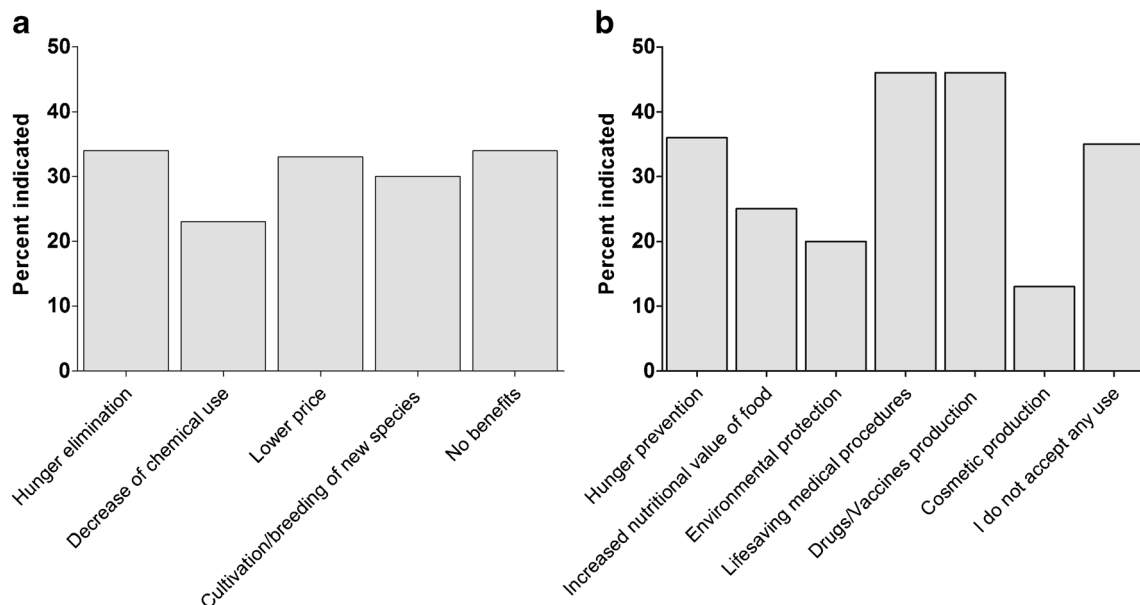 a
Percent indicated
50
40
30
20
10
0
Hunger elimination
Decrease of chemical use
Lower price
Cultivation/breeding of new species
No benefits
b
Percent indicated
50
40
30
20
10
0
Hunger prevention
Increased nutritional value of food
Environmental protection
Lifesaving medical procedures
Drugs/Vaccines production
Cosmetic production
I do not accept any use